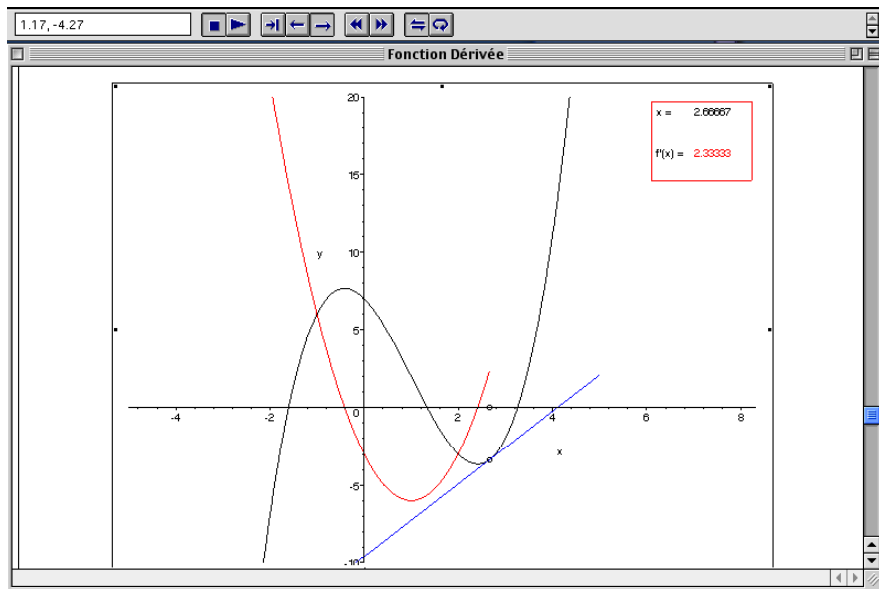 1.17, -4.27
Fonction Dérivée
20
x = 2.66667
f'(x) = 2.33333
15
y
10
5
-4 -2 0 2 4 6 8
x
-5
-10